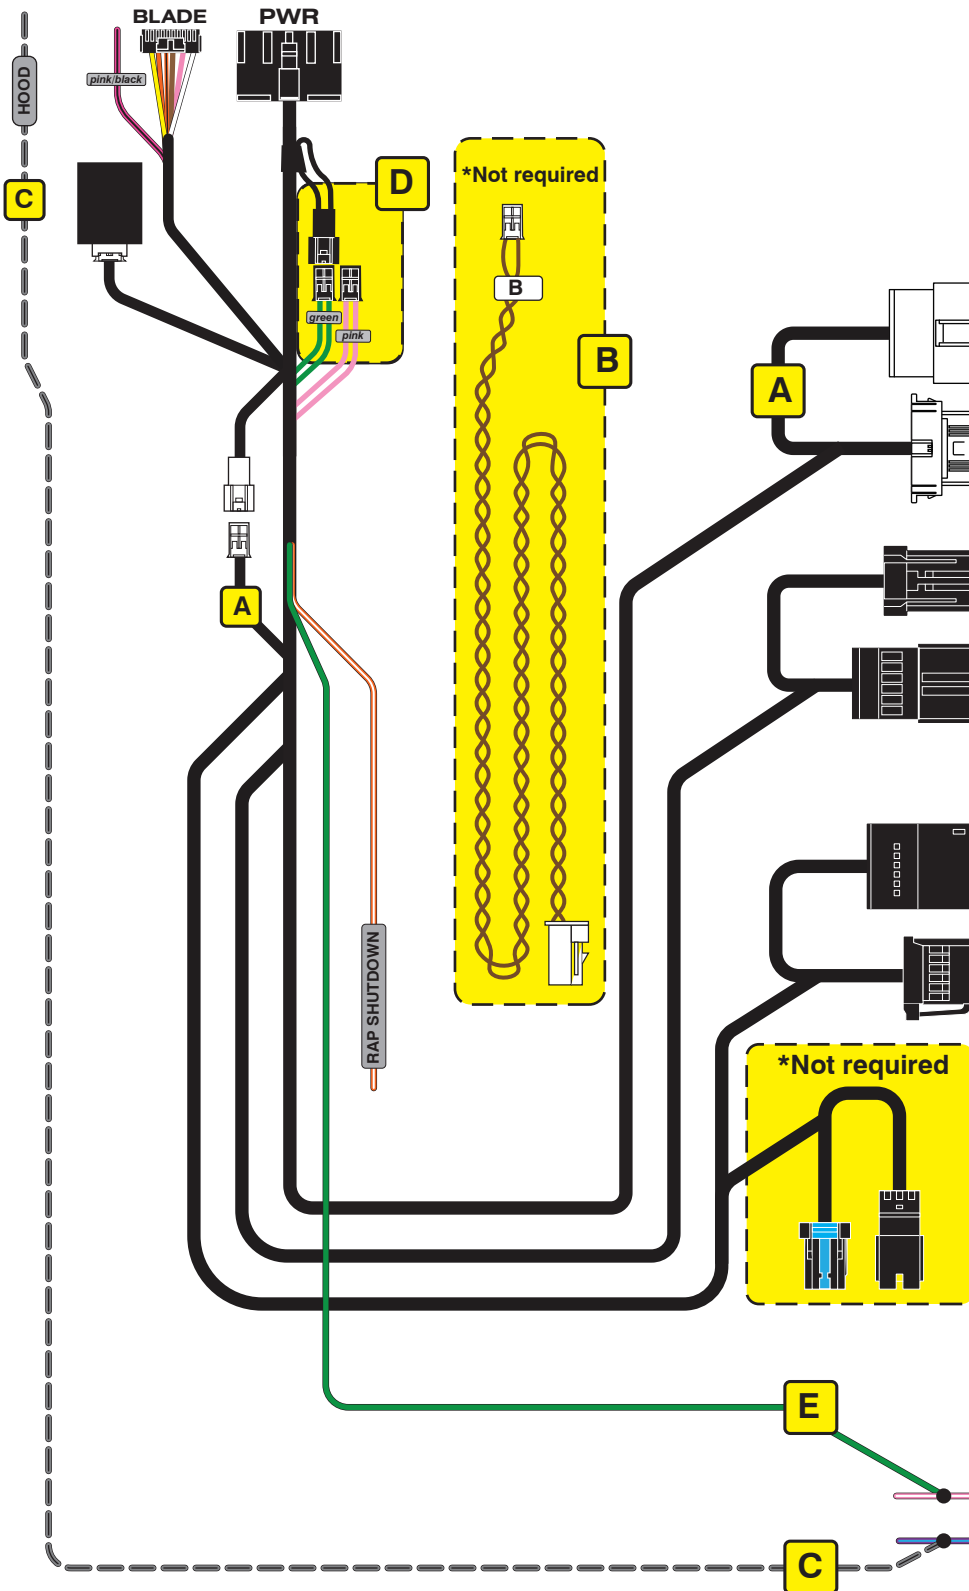 BLADE
PWR
HOOD
pink/black
C
D
*Not required
green
pink
B
B
A
A
RAP SHUTDOWN
*Not required
E
C